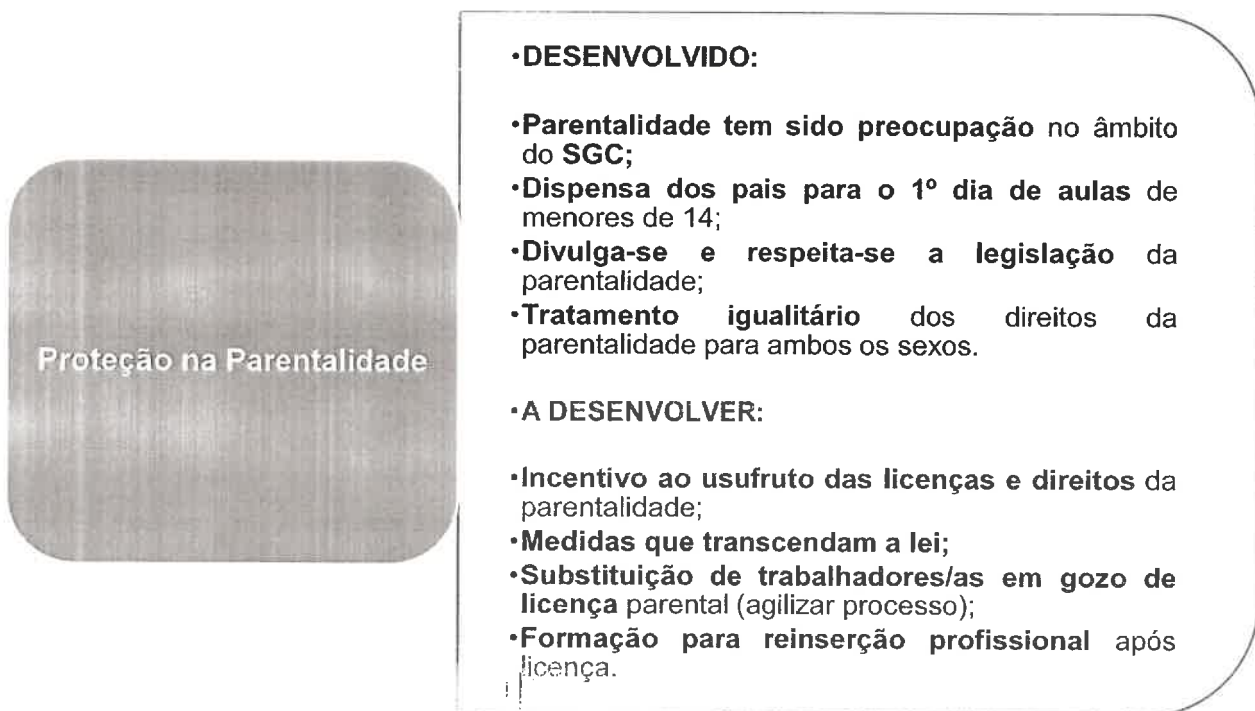 Proteção na Parentalidade
•DESENVOLVIDO:
•Parentalidade tem sido preocupação no âmbito
do SGC;
•Dispensa dos pais para o 1º dia de aulas de
menores de 14;
•Divulga-se e respeita-se a legislação da
parentalidade;
•Tratamento igualitário dos direitos da
parentalidade para ambos os sexos.
•A DESENVOLVER:
•Incentivo ao usufruto das licenças e direitos da
parentalidade;
•Medidas que transcendam a lei;
•Substituição de trabalhadores/as em gozo de
licença parental (agilizar processo);
•Formação para reinserção profissional após
licença.